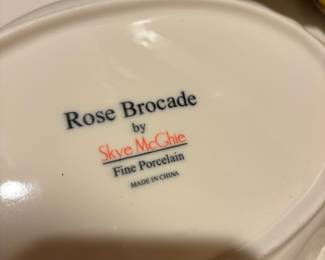 Rose Brocade
by
Skye McGhie
Fine Porcelain
MADE IN CHINA